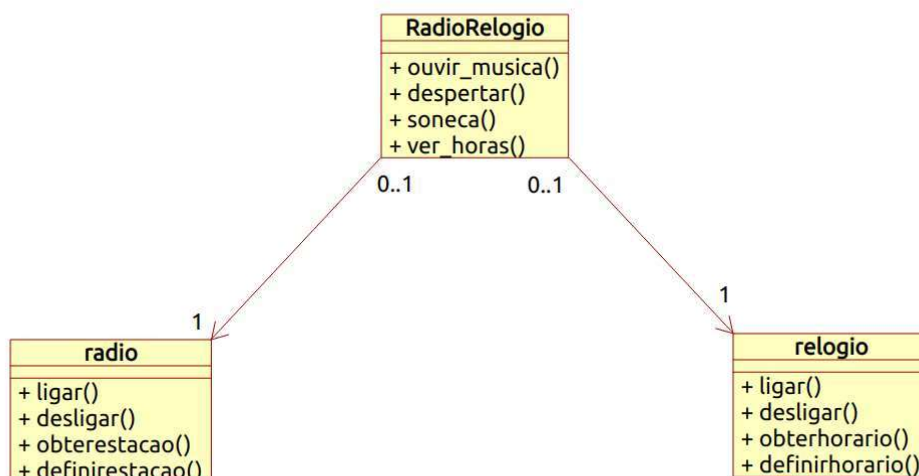 RadioRelogio
+ ouvir_musica()
+ despertar()
+ soneca()
+ ver_horas()
0..1
0..1
1
1
radio
+ ligar()
+ desligar()
+ obterestacao()
+ definirestacao()
relogio
+ ligar()
+ desligar()
+ obterhorario()
+ definirhorario()